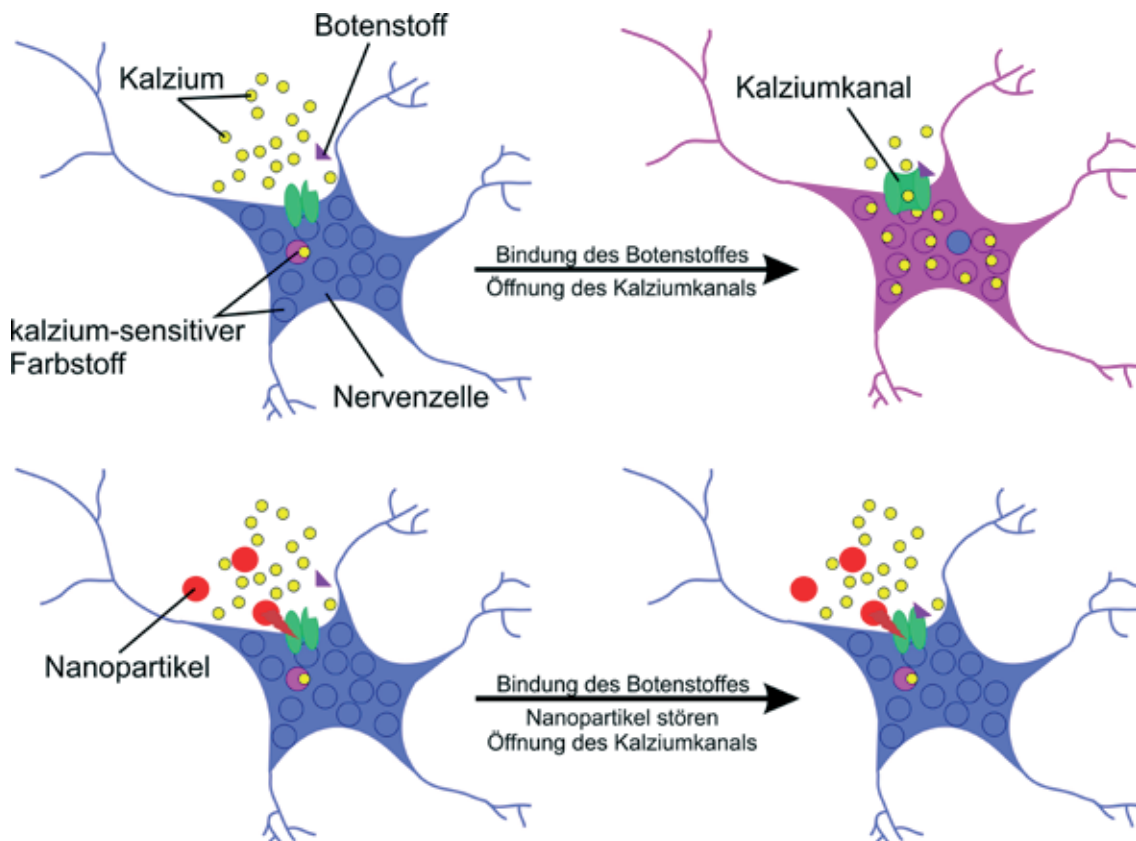 Botenstoff
Kalzium
Kalziumkanal
Bindung des Botenstoffes
Öffnung des Kalziumkanals
kalzium-sensitiver
Farbstoff
Nervenzelle
Nanopartikel
Bindung des Botenstoffes
Nanopartikel stören
Öffnung des Kalziumkanals